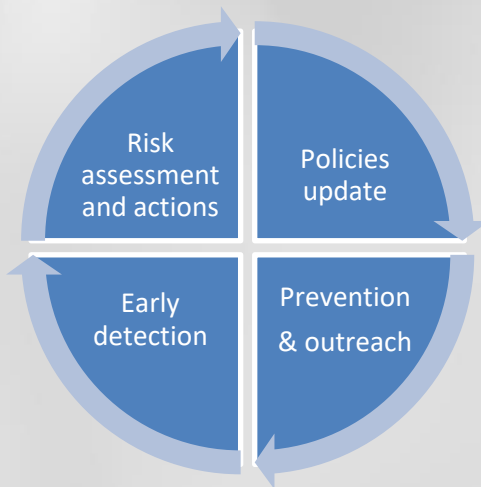 Risk
assessment
and actions
Policies
update
Early
detection
Prevention
& outreach